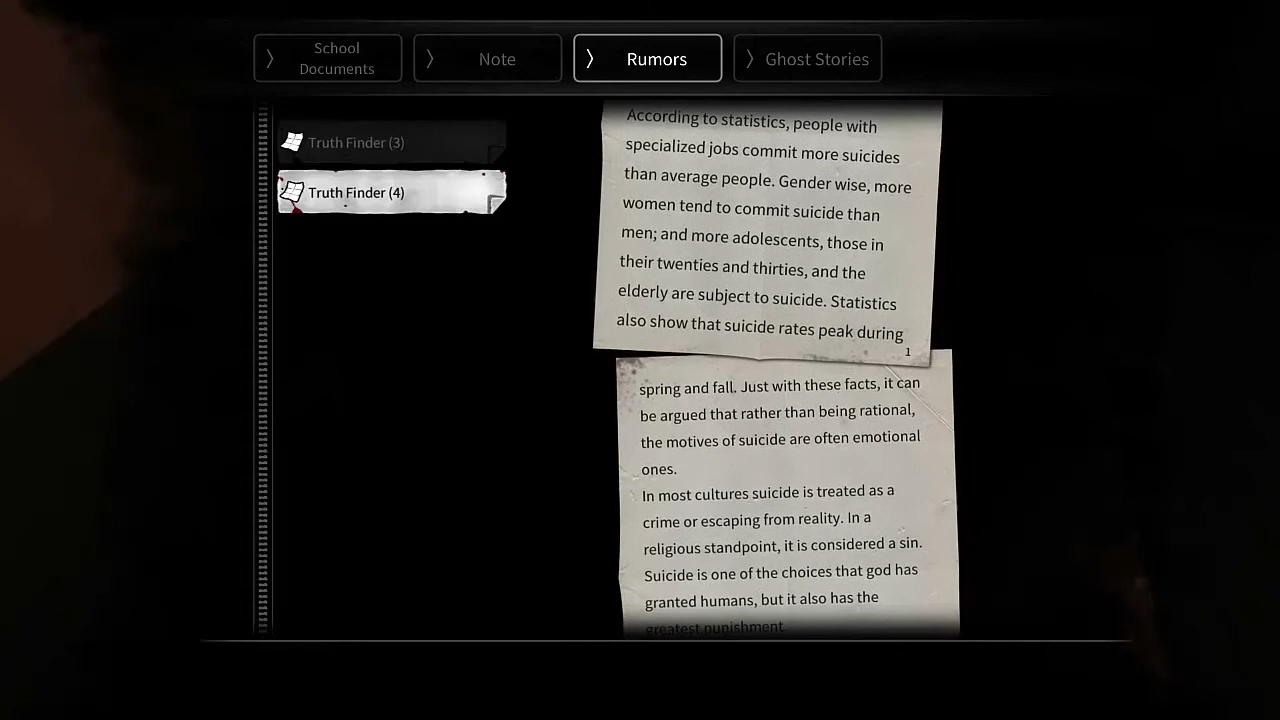 School
Documents
Note
Rumors
Ghost Stories
Truth Finder (3)
Truth Finder (4)
According to statistics, people with
specialized jobs commit more suicides
than average people. Gender wise, more
women tend to commit suicide than
men; and more adolescents, those in
their twenties and thirties, and the
elderly are subject to suicide. Statistics
also show that suicide rates peak during
1
spring and fall. Just with these facts, it can
be argued that rather than being rational,
the motives of suicide are often emotional
ones.
In most cultures suicide is treated as a
crime or escaping from reality. In a
religious standpoint, it is considered a sin.
Suicide is one of the choices that god has
granted humans, but it also has the
greatest punishment